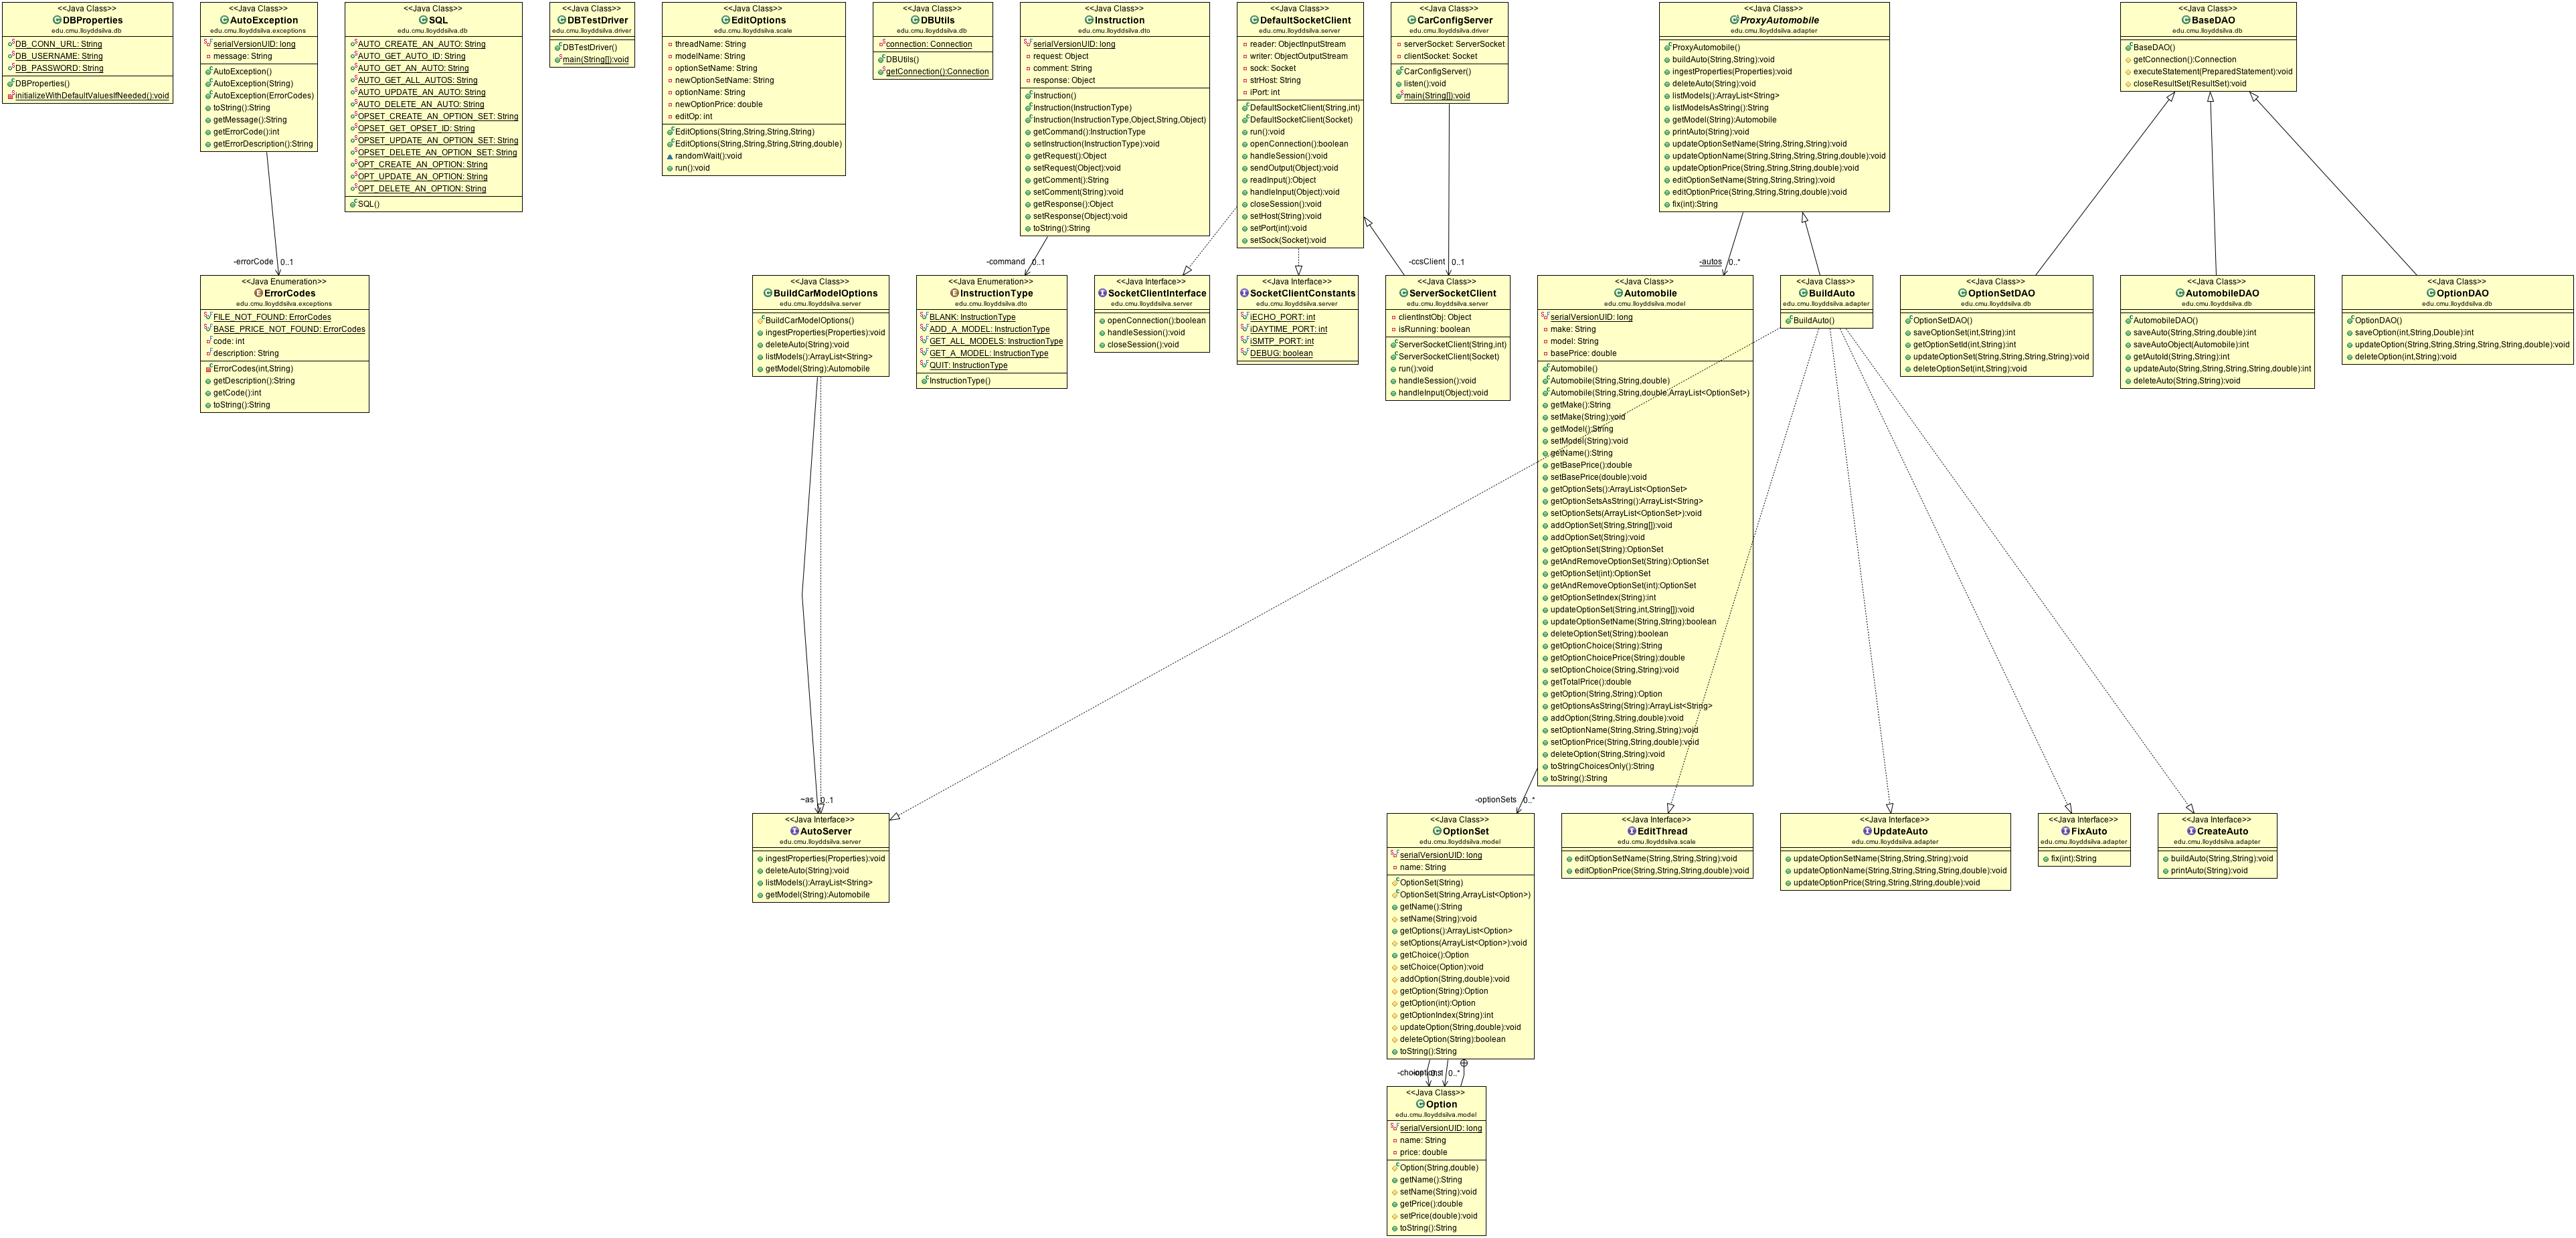 <<Java Class>>
DBProperties
edu.cmu.lloyddsilva.db
DB_CONN_URL: String
DB_USERNAME: String
DB_PASSWORD: String
DBProperties()
initializeWithDefaultValuesIfNeeded():void
<<Java Class>>
AutoException
edu.cmu.lloyddsilva.exceptions
serialVersionUID: long
message: String
AutoException()
AutoException(String)
AutoException(ErrorCodes)
toString():String
getMessage():String
getErrorCode():int
getErrorDescription():String
<<Java Class>>
SQL
edu.cmu.lloyddsilva.db
AUTO_CREATE_AN_AUTO: String
AUTO_GET_AUTO_ID: String
AUTO_GET_AN_AUTO: String
AUTO_GET_ALL_AUTOS: String
AUTO_UPDATE_AN_AUTO: String
AUTO_DELETE_AN_AUTO: String
OPSET_CREATE_AN_OPTION_SET: String
OPSET_GET_OPSET_ID: String
OPSET_UPDATE_AN_OPTION_SET: String
OPSET_DELETE_AN_OPTION_SET: String
OPT_CREATE_AN_OPTION: String
OPT_UPDATE_AN_OPTION: String
OPT_DELETE_AN_OPTION: String
SQL()
<<Java Class>>
DBTestDriver
edu.cmu.lloyddsilva.driver
DBTestDriver()
main(String[]):void
<<Java Class>>
EditOptions
edu.cmu.lloyddsilva.scale
threadName: String
modelName: String
optionSetName: String
newOptionSetName: String
optionName: String
newOptionPrice: double
editOp: int
EditOptions(String,String,String,String)
EditOptions(String,String,String,String,double)
randomWait():void
run():void
<<Java Class>>
DBUtils
edu.cmu.lloyddsilva.db
connection: Connection
DBUtils()
getConnection():Connection
<<Java Class>>
Instruction
edu.cmu.lloyddsilva.dto
serialVersionUID: long
request: Object
comment: String
response: Object
Instruction()
Instruction(InstructionType)
Instruction(InstructionType,Object,String,Object)
getCommand():InstructionType
setInstruction(InstructionType):void
getRequest():Object
setRequest(Object):void
getComment():String
setComment(String):void
getResponse():Object
setResponse(Object):void
toString():String
<<Java Class>>
DefaultSocketClient
edu.cmu.lloyddsilva.server
reader: ObjectInputStream
writer: ObjectOutputStream
sock: Socket
strHost: String
iPort: int
DefaultSocketClient(String,int)
DefaultSocketClient(Socket)
run():void
openConnection():boolean
handleSession():void
sendOutput(Object):void
readInput():Object
handleInput(Object):void
closeSession():void
setHost(String):void
setPort(int):void
setSock(Socket):void
<<Java Class>>
CarConfigServer
edu.cmu.lloyddsilva.driver
serverSocket: ServerSocket
clientSocket: Socket
CarConfigServer()
listen():void
main(String[]):void
<<Java Class>>
ProxyAutomobile
edu.cmu.lloyddsilva.adapter
ProxyAutomobile()
buildAuto(String,String):void
ingestProperties(Properties):void
deleteAuto(String):void
listModels():ArrayList<String>
listModelsAsString():String
getModel(String):Automobile
printAuto(String):void
updateOptionSetName(String,String,String):void
updateOptionName(String,String,String,String,double):void
updateOptionPrice(String,String,String,double):void
editOptionSetName(String,String,String):void
editOptionPrice(String,String,String,double):void
fix(int):String
<<Java Class>>
BaseDAO
edu.cmu.lloyddsilva.db
BaseDAO()
getConnection():Connection
executeStatement(PreparedStatement):void
closeResultSet(ResultSet):void
-errorCode 0..1
-command 0..1
-ccsClient 0..1
-autos 0..*
<<Java Enumeration>>
ErrorCodes
edu.cmu.lloyddsilva.exceptions
FILE_NOT_FOUND: ErrorCodes
BASE_PRICE_NOT_FOUND: ErrorCodes
code: int
description: String
ErrorCodes(int,String)
getDescription():String
getCode():int
toString():String
<<Java Class>>
BuildCarModelOptions
edu.cmu.lloyddsilva.server
BuildCarModelOptions()
ingestProperties(Properties):void
deleteAuto(String):void
listModels():ArrayList<String>
getModel(String):Automobile
<<Java Enumeration>>
InstructionType
edu.cmu.lloyddsilva.dto
BLANK: InstructionType
ADD_A_MODEL: InstructionType
GET_ALL_MODELS: InstructionType
GET_A_MODEL: InstructionType
QUIT: InstructionType
InstructionType()
<<Java Interface>>
SocketClientInterface
edu.cmu.lloyddsilva.server
openConnection():boolean
handleSession():void
closeSession():void
<<Java Interface>>
SocketClientConstants
edu.cmu.lloyddsilva.server
iECHO_PORT: int
iDAYTIME_PORT: int
iSMTP_PORT: int
DEBUG: boolean
<<Java Class>>
ServerSocketClient
edu.cmu.lloyddsilva.server
clientInstObj: Object
isRunning: boolean
ServerSocketClient(String,int)
ServerSocketClient(Socket)
run():void
handleSession():void
handleInput(Object):void
<<Java Class>>
Automobile
edu.cmu.lloyddsilva.model
serialVersionUID: long
make: String
model: String
basePrice: double
Automobile()
Automobile(String,String,double)
Automobile(String,String,double,ArrayList<OptionSet>)
getMake():String
setMake(String):void
getModel():String
setModel(String):void
getName():String
getBasePrice():double
setBasePrice(double):void
getOptionSets():ArrayList<OptionSet>
getOptionSetsAsString():ArrayList<String>
setOptionSets(ArrayList<OptionSet>):void
addOptionSet(String,String[]):void
addOptionSet(String):void
getOptionSet(String):OptionSet
getAndRemoveOptionSet(String):OptionSet
getOptionSet(int):OptionSet
getAndRemoveOptionSet(int):OptionSet
getOptionSetIndex(String):int
updateOptionSet(String,int,String[]):void
updateOptionSetName(String,String):boolean
deleteOptionSet(String):boolean
getOptionChoice(String):String
getOptionChoicePrice(String):double
setOptionChoice(String,String):void
getTotalPrice():double
getOption(String,String):Option
getOptionsAsString(String):ArrayList<String>
addOption(String,String,double):void
setOptionName(String,String,String):void
setOptionPrice(String,String,double):void
deleteOption(String,String):void
toStringChoicesOnly():String
toString():String
<<Java Class>>
BuildAuto
edu.cmu.lloyddsilva.adapter
BuildAuto()
<<Java Class>>
OptionSetDAO
edu.cmu.lloyddsilva.db
OptionSetDAO()
saveOptionSet(int,String):int
getOptionSetId(int,String):int
updateOptionSet(String,String,String,String):void
deleteOptionSet(int,String):void
<<Java Class>>
AutomobileDAO
edu.cmu.lloyddsilva.db
AutomobileDAO()
saveAuto(String,String,double):int
saveAutoObject(Automobile):int
getAutoId(String,String):int
updateAuto(String,String,String,String,double):int
deleteAuto(String,String):void
<<Java Class>>
OptionDAO
edu.cmu.lloyddsilva.db
OptionDAO()
saveOption(int,String,Double):int
updateOption(String,String,String,String,String,double):void
deleteOption(int,String):void
~as 0..1
-optionSets 0..*
<<Java Interface>>
AutoServer
edu.cmu.lloyddsilva.server
ingestProperties(Properties):void
deleteAuto(String):void
listModels():ArrayList<String>
getModel(String):Automobile
<<Java Class>>
OptionSet
edu.cmu.lloyddsilva.model
serialVersionUID: long
name: String
OptionSet(String)
OptionSet(String,ArrayList<Option>)
getName():String
setName(String):void
getOptions():ArrayList<Option>
setOptions(ArrayList<Option>):void
getChoice():Option
setChoice(Option):void
addOption(String,double):void
getOption(String):Option
getOption(int):Option
getOptionIndex(String):int
updateOption(String,double):void
deleteOption(String):boolean
toString():String
<<Java Interface>>
EditThread
edu.cmu.lloyddsilva.scale
editOptionSetName(String,String,String):void
editOptionPrice(String,String,String,double):void
<<Java Interface>>
UpdateAuto
edu.cmu.lloyddsilva.adapter
updateOptionSetName(String,String,String):void
updateOptionName(String,String,String,String,double):void
updateOptionPrice(String,String,String,double):void
<<Java Interface>>
FixAuto
edu.cmu.lloyddsilva.adapter
fix(int):String
<<Java Interface>>
CreateAuto
edu.cmu.lloyddsilva.adapter
buildAuto(String,String):void
printAuto(String):void
0..*
<<Java Class>>
Option
edu.cmu.lloyddsilva.model
serialVersionUID: long
name: String
price: double
Option(String,double)
getName():String
setName(String):void
getPrice():double
setPrice(double):void
toString():String